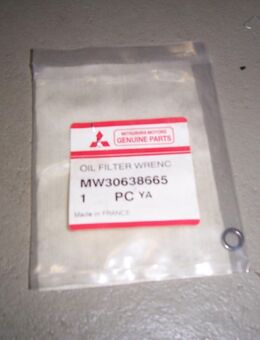 MITSUBISHI MOTORS
GENUINE PARTS
OIL FILTER WRENC
MW30638665
1 PC YA
Made in FRANCE